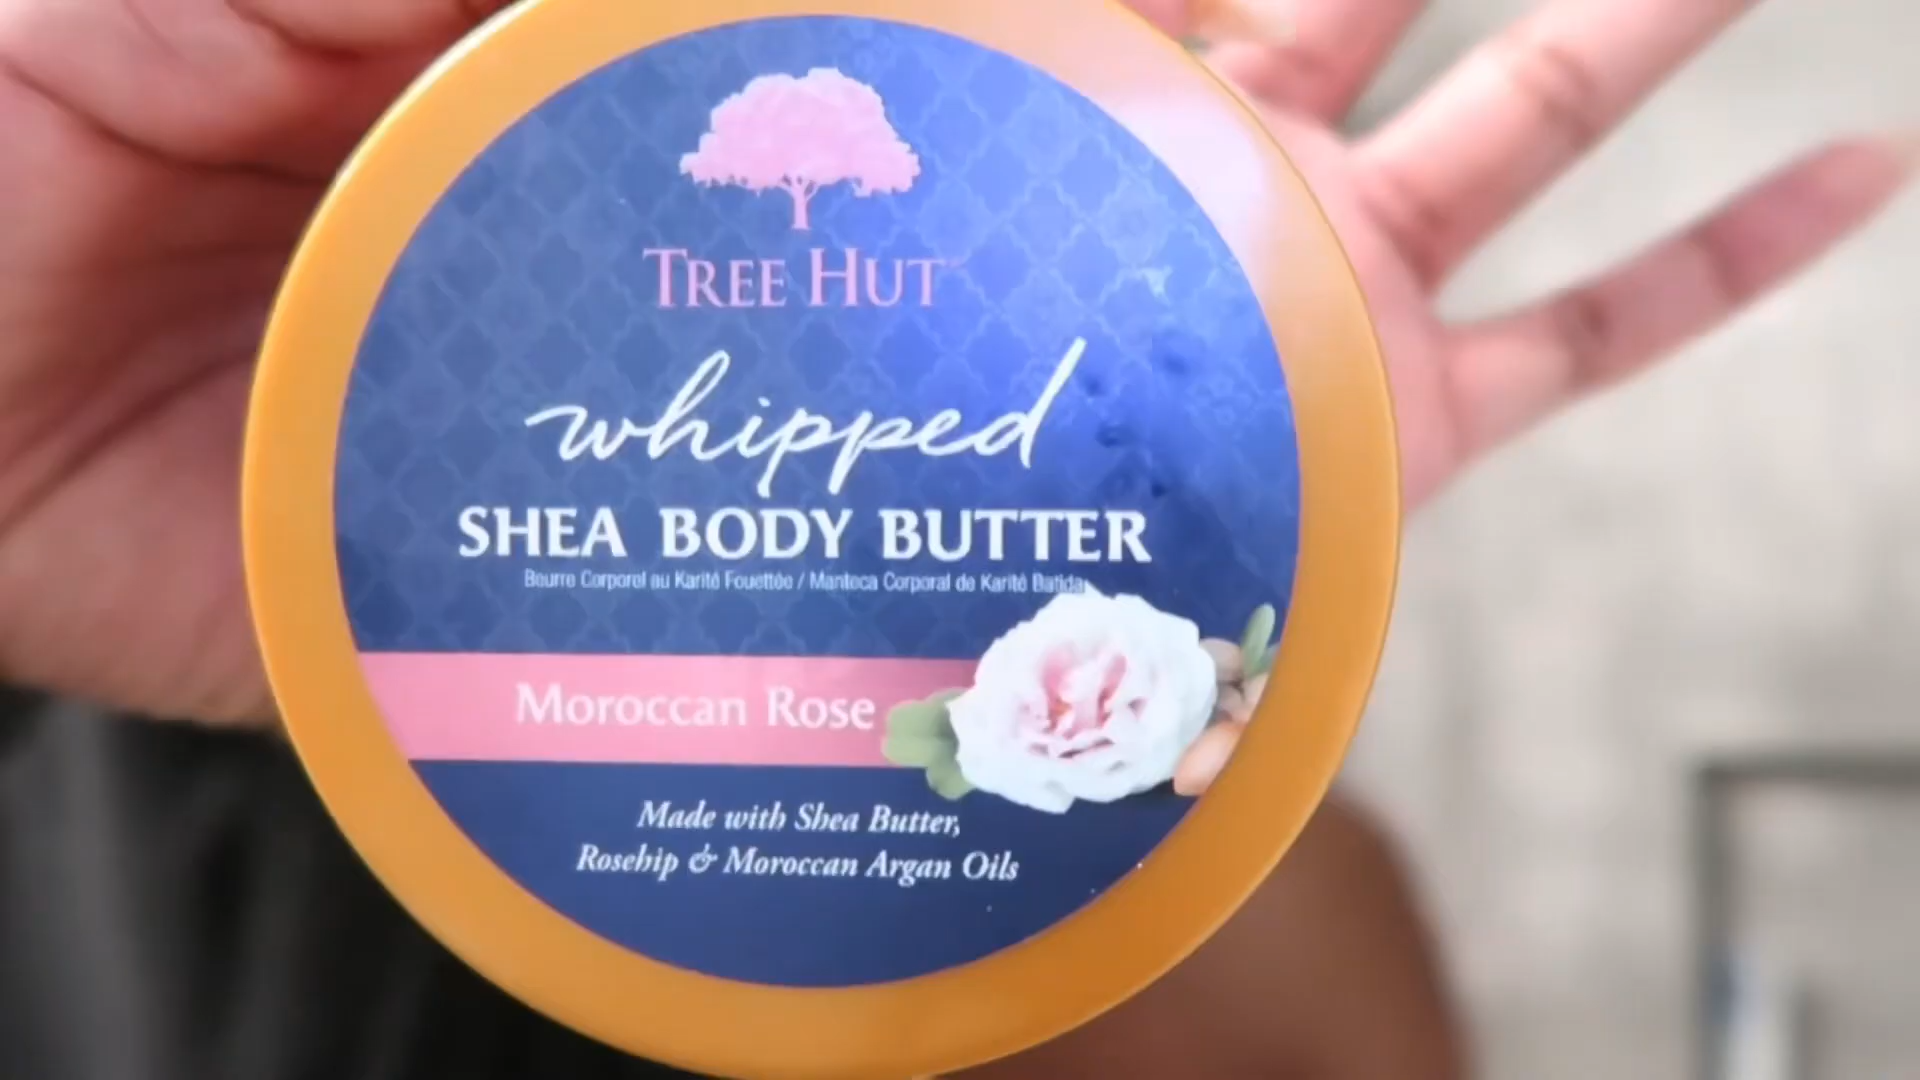 TREE HUT
whipped
SHEA BODY BUTTER
Beurre Corporel au Karité Fouettée / Manteca Corporal de Karité Batida
Moroccan Rose
Made with Shea Butter,
Rosehip & Moroccan Argan Oils